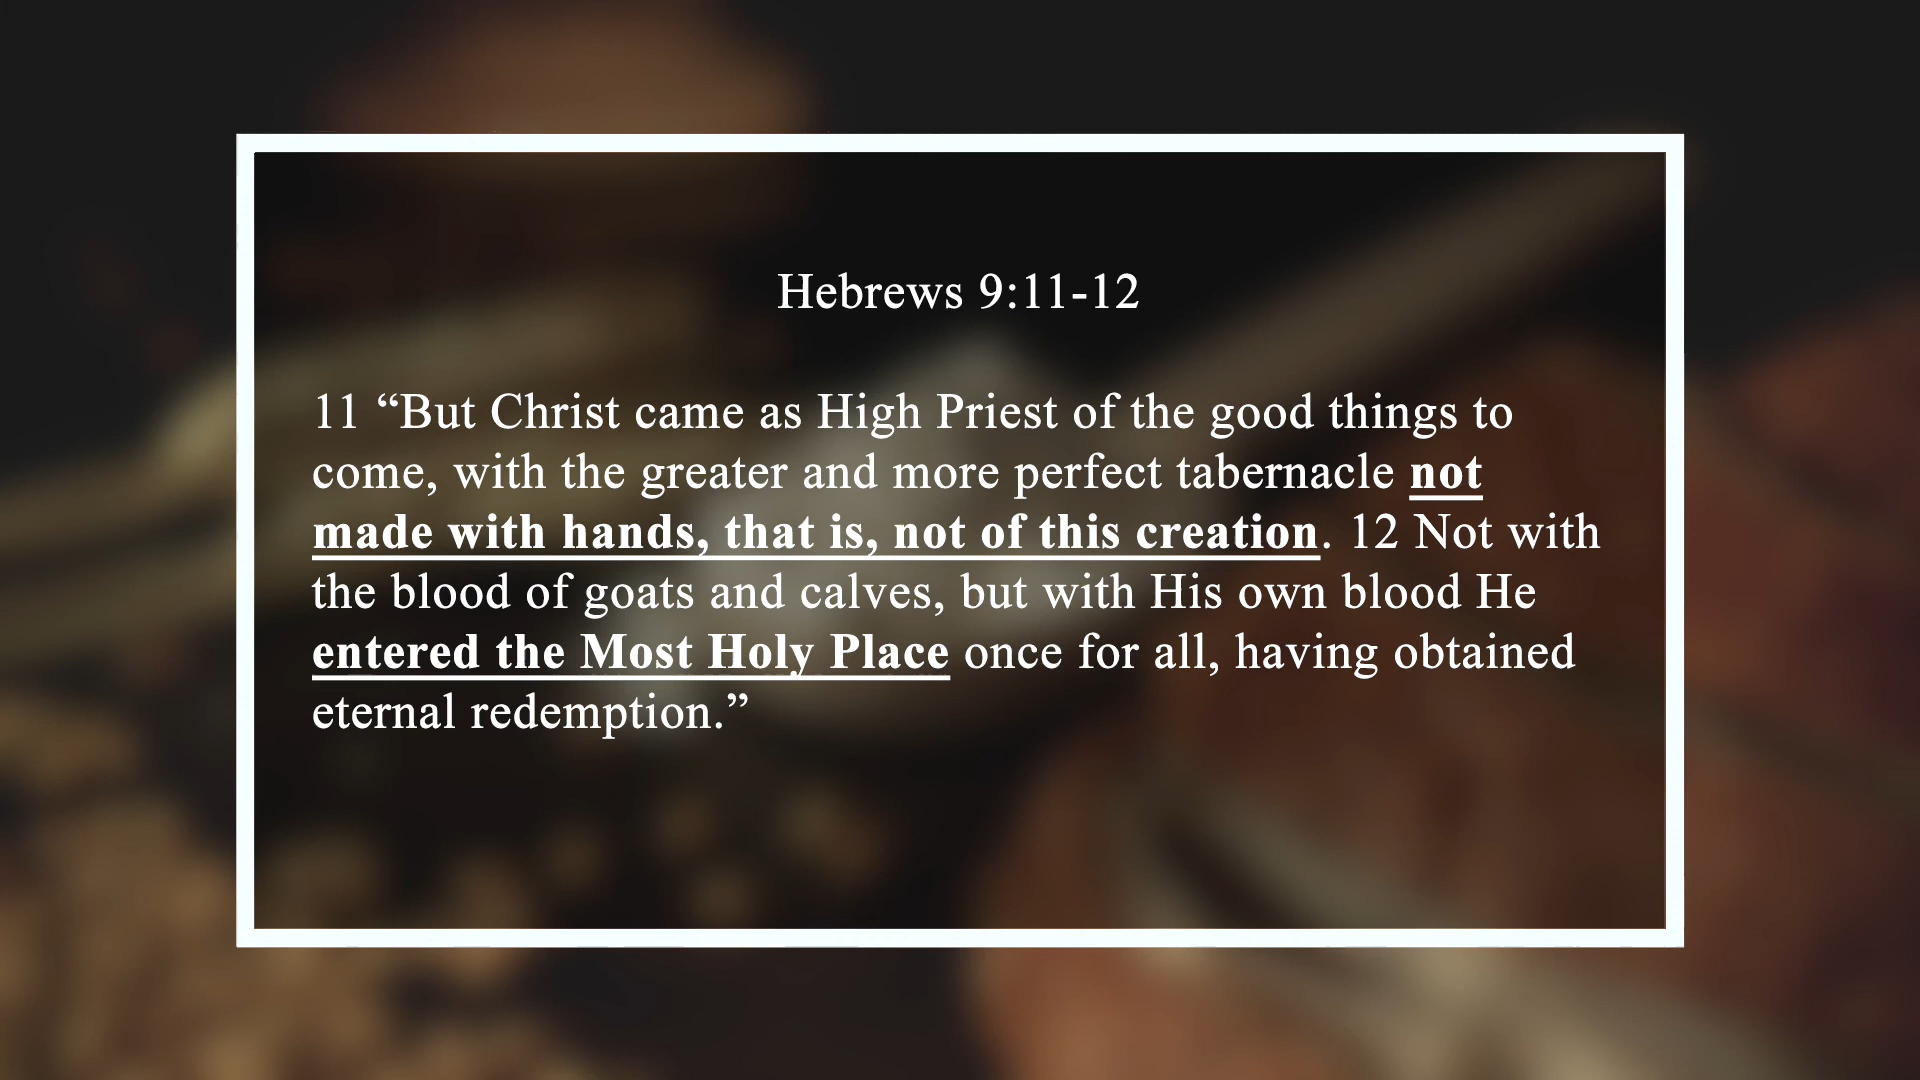 Hebrews 9:11-12
11 “But Christ came as High Priest of the good things to
come, with the greater and more perfect tabernacle not
made with hands, that is, not of this creation. 12 Not with
the blood of goats and calves, but with His own blood He
entered the Most Holy Place once for all, having obtained
eternal redemption.”